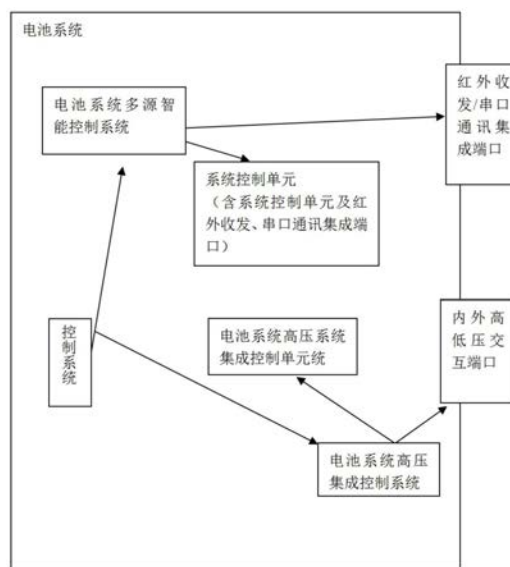 电池系统
红外收
发/串口
通讯集
成端口
电池系统多源智
能控制系统
系统控制单元
（含系统控制单元及红
外收发、串口通讯集成端
口）
内外高
低压交
互端口
控制系统
电池系统高压系统
集成控制单元统
电池系统高压
集成控制系统